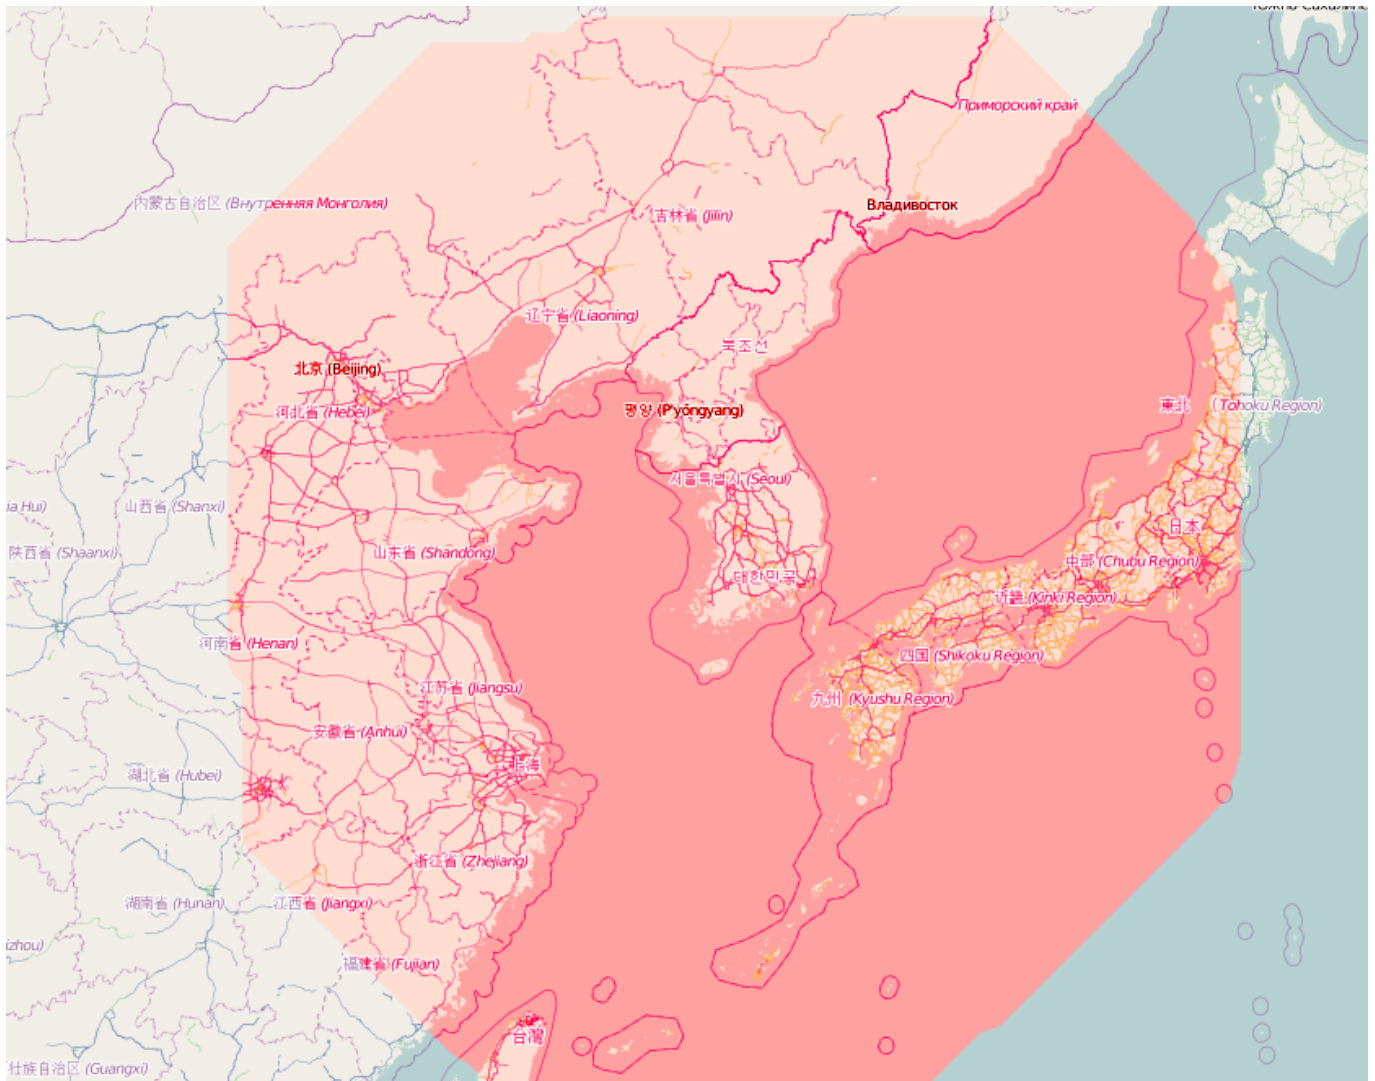 Южно-Сахалинс
Приморский край
内蒙古自治区 (Внутренняя Монголия)
Владивосток
吉林省 (Jilin)
辽宁省 (Liaoning)
북조선
北京 (Beijing)
河北省 (Hebei)
평양 (P'yŏngyang)
東北 (Tohoku Region)
서울특별시 (Seoul)
ia Hui)
山西省 (Shanxi)
日本
陕西省 (Shaanxi)
山东省 (Shandong)
中部 (Chubu Region)
대한민국
近畿 (Kinki Region)
河南省 (Henan)
四国 (Shikoku Region)
江苏省 (Jiangsu)
九州 (Kyushu Region)
安徽省 (Anhui)
上海
湖北省 (Hubei)
浙江省 (Zhejiang)
湖南省 (Hunan)
江西省 (Jiangxi)
izhou)
福建省 (Fujian)
台灣
壮族自治区 (Guangxi)